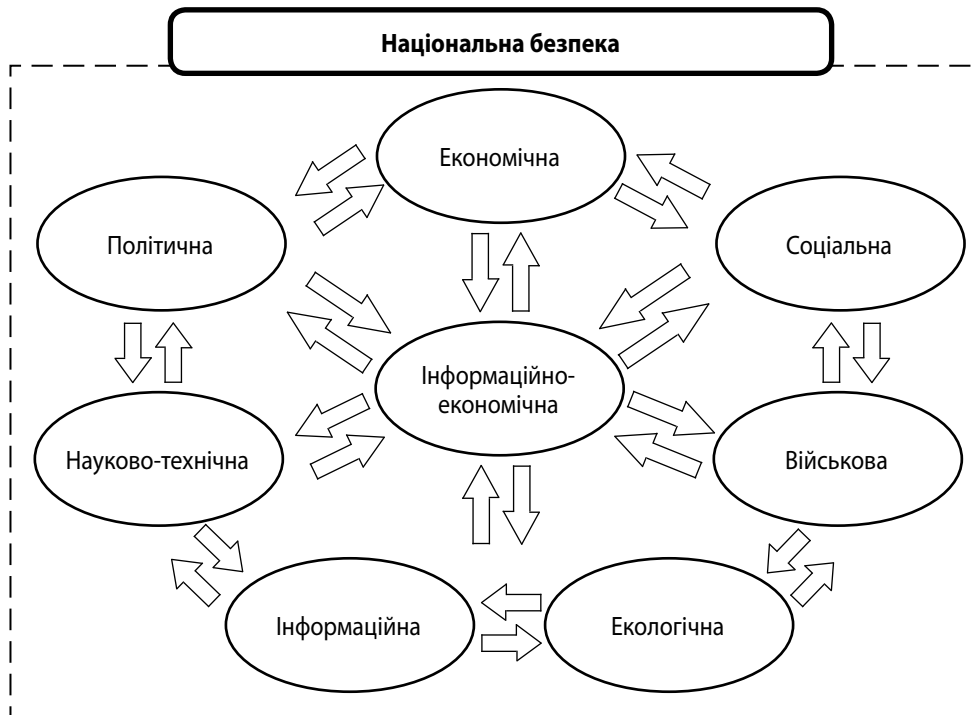 Національна безпека
Економічна
Політична
Соціальна
Інформаційно-
економічна
Науково-технічна
Військова
Інформаційна
Екологічна